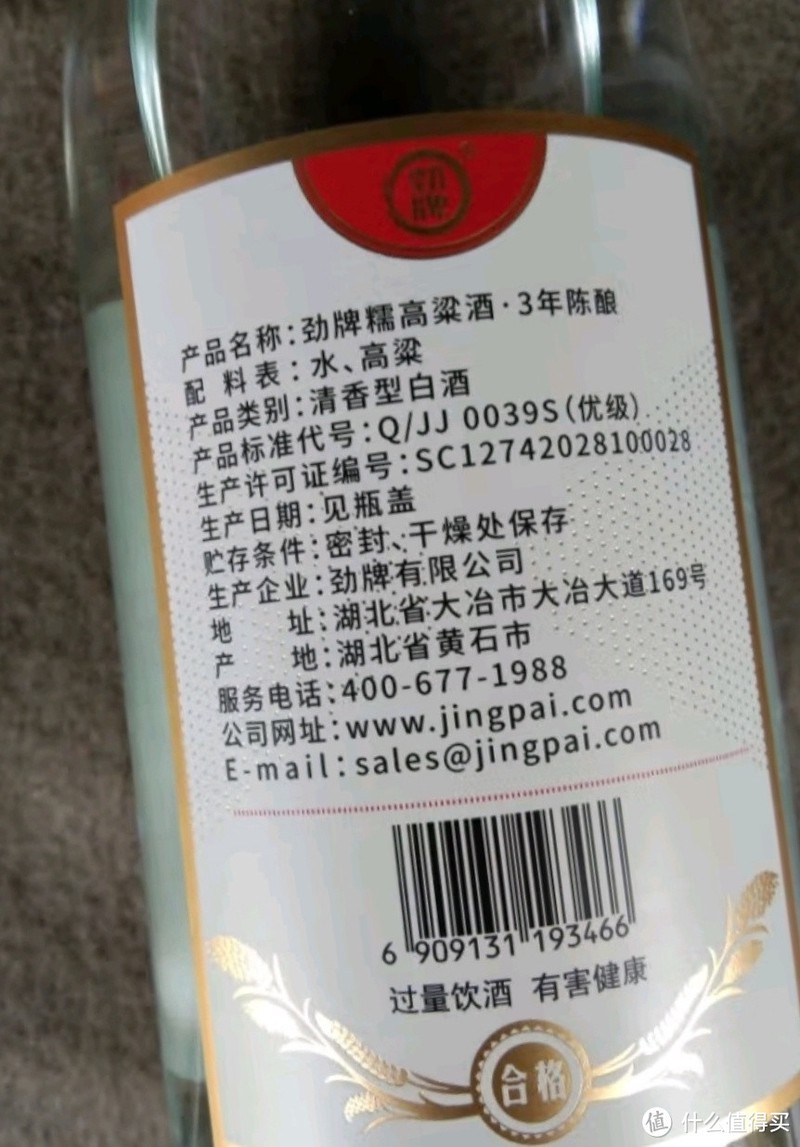 劲牌
产品名称：劲牌糯高粱酒·3年陈酿
配料表：水、高粱
产品类别：清香型白酒
产品标准代号：Q/JJ 0039S（优级）
生产许可证编号：SC12742028100028
生产日期：见瓶盖
贮存条件：密封、干燥处保存
生产企业：劲牌有限公司
地址：湖北省大冶市大冶大道169号
产地：湖北省黄石市
服务电话：400-677-1988
公司网址：www.jingpai.com
E-mail：sales@jingpai.com
6 909131 193466
过量饮酒 有害健康
合格
值 什么值得买